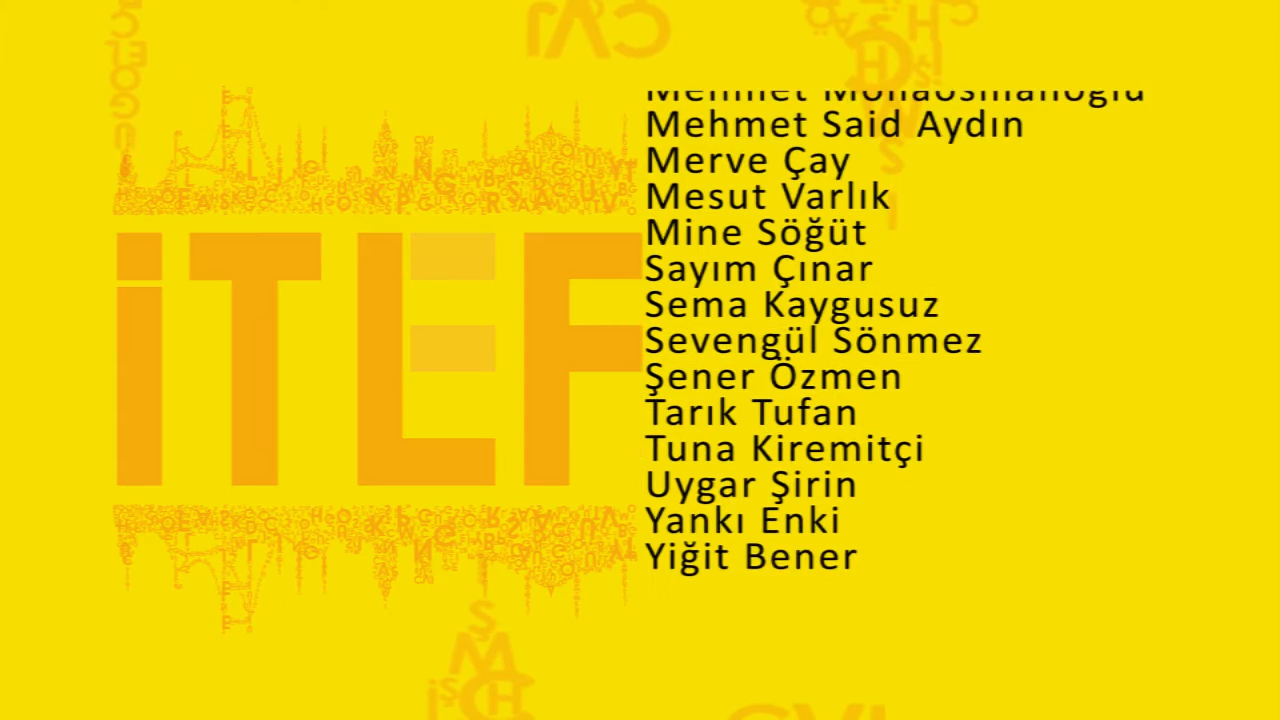 İTEF
Mehmet Said Aydın
Merve Çay
Mesut Varlık
Mine Söğüt
Sayım Çınar
Sema Kaygusuz
Sevengül Sönmez
Şener Özmen
Tarık Tufan
Tuna Kiremitçi
Uygar Şirin
Yankı Enki
Yiğit Bener